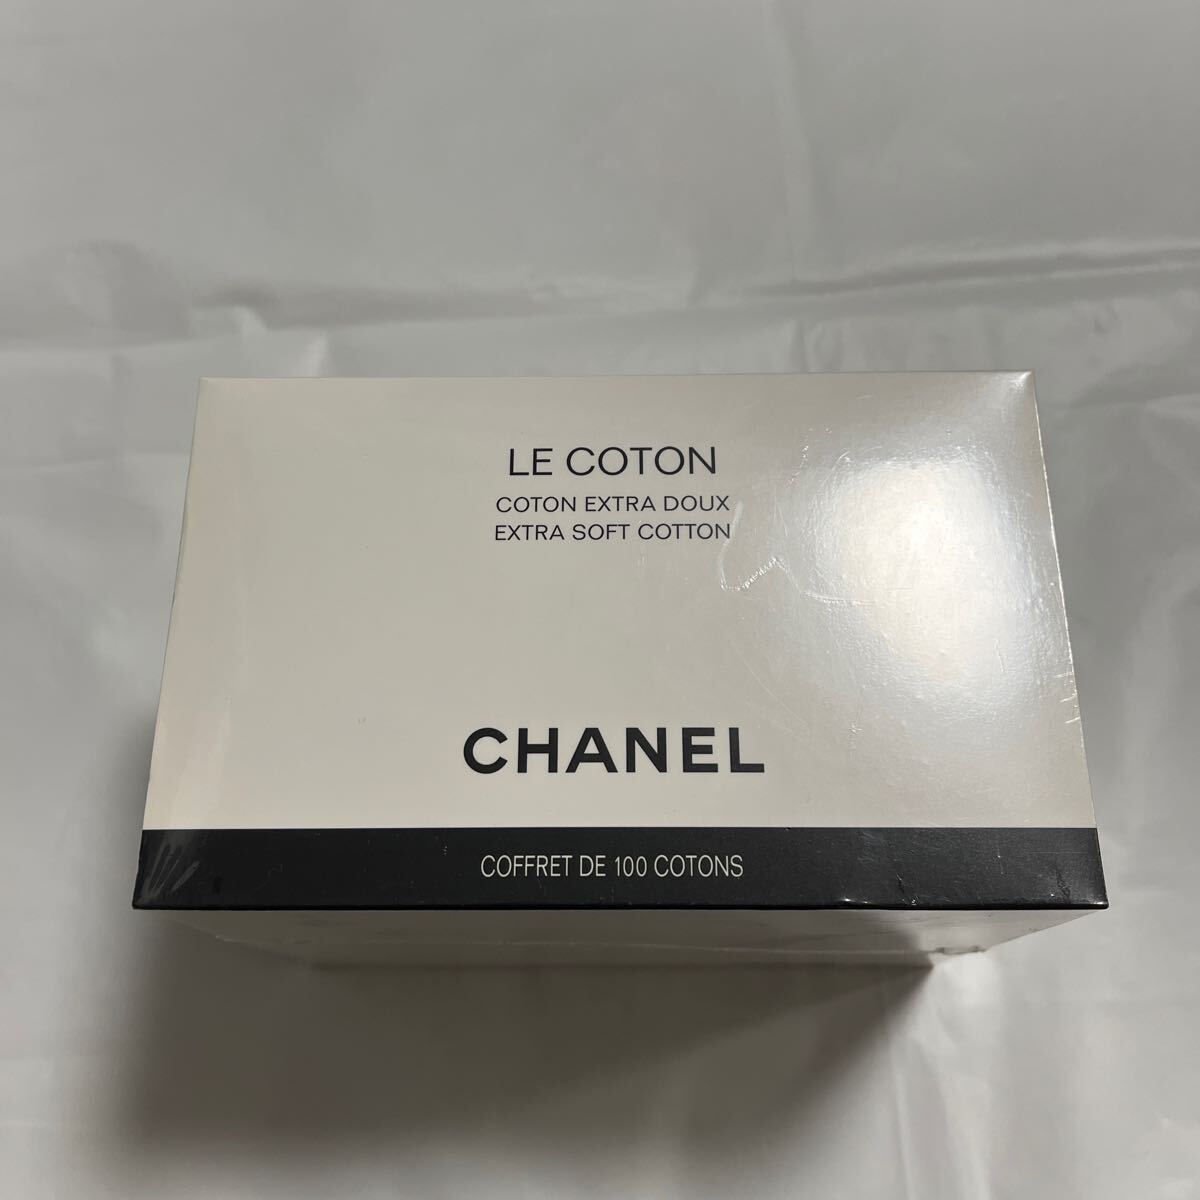 LE COTON
COTON EXTRA DOUX
EXTRA SOFT COTTON
CHANEL
COFFRET DE 100 COTONS